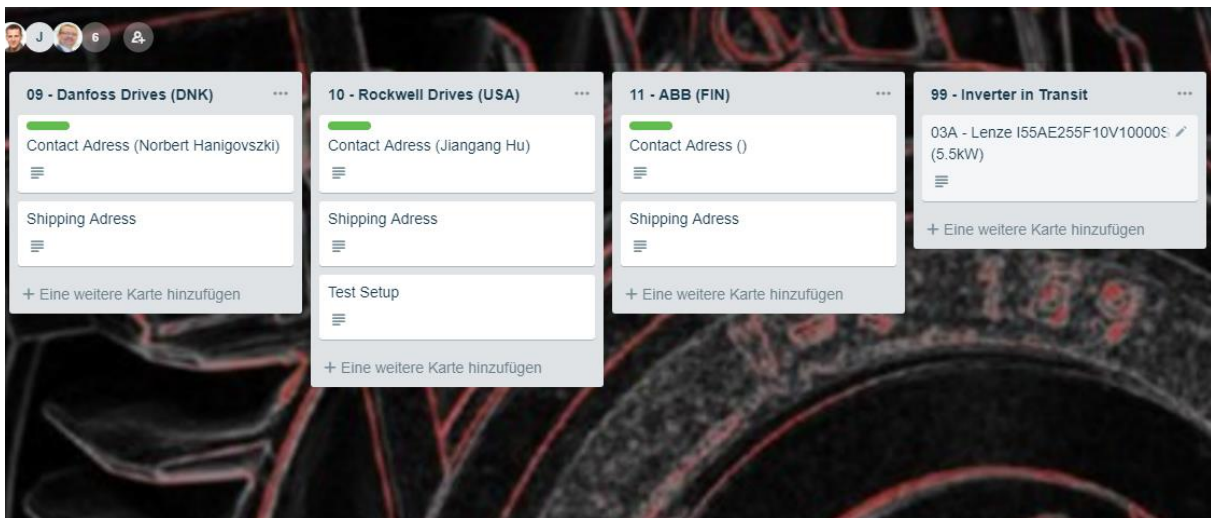 J
6
09 - Danfoss Drives (DNK)
Contact Adress (Norbert Hanigovszki)
Shipping Adress
+ Eine weitere Karte hinzufügen
10 - Rockwell Drives (USA)
Contact Adress (Jiangang Hu)
Shipping Adress
Test Setup
+ Eine weitere Karte hinzufügen
11 - ABB (FIN)
Contact Adress ()
Shipping Adress
+ Eine weitere Karte hinzufügen
99 - Inverter in Transit
03A - Lenze
(5.5kW)
+ Eine weitere Karte hinzufügen